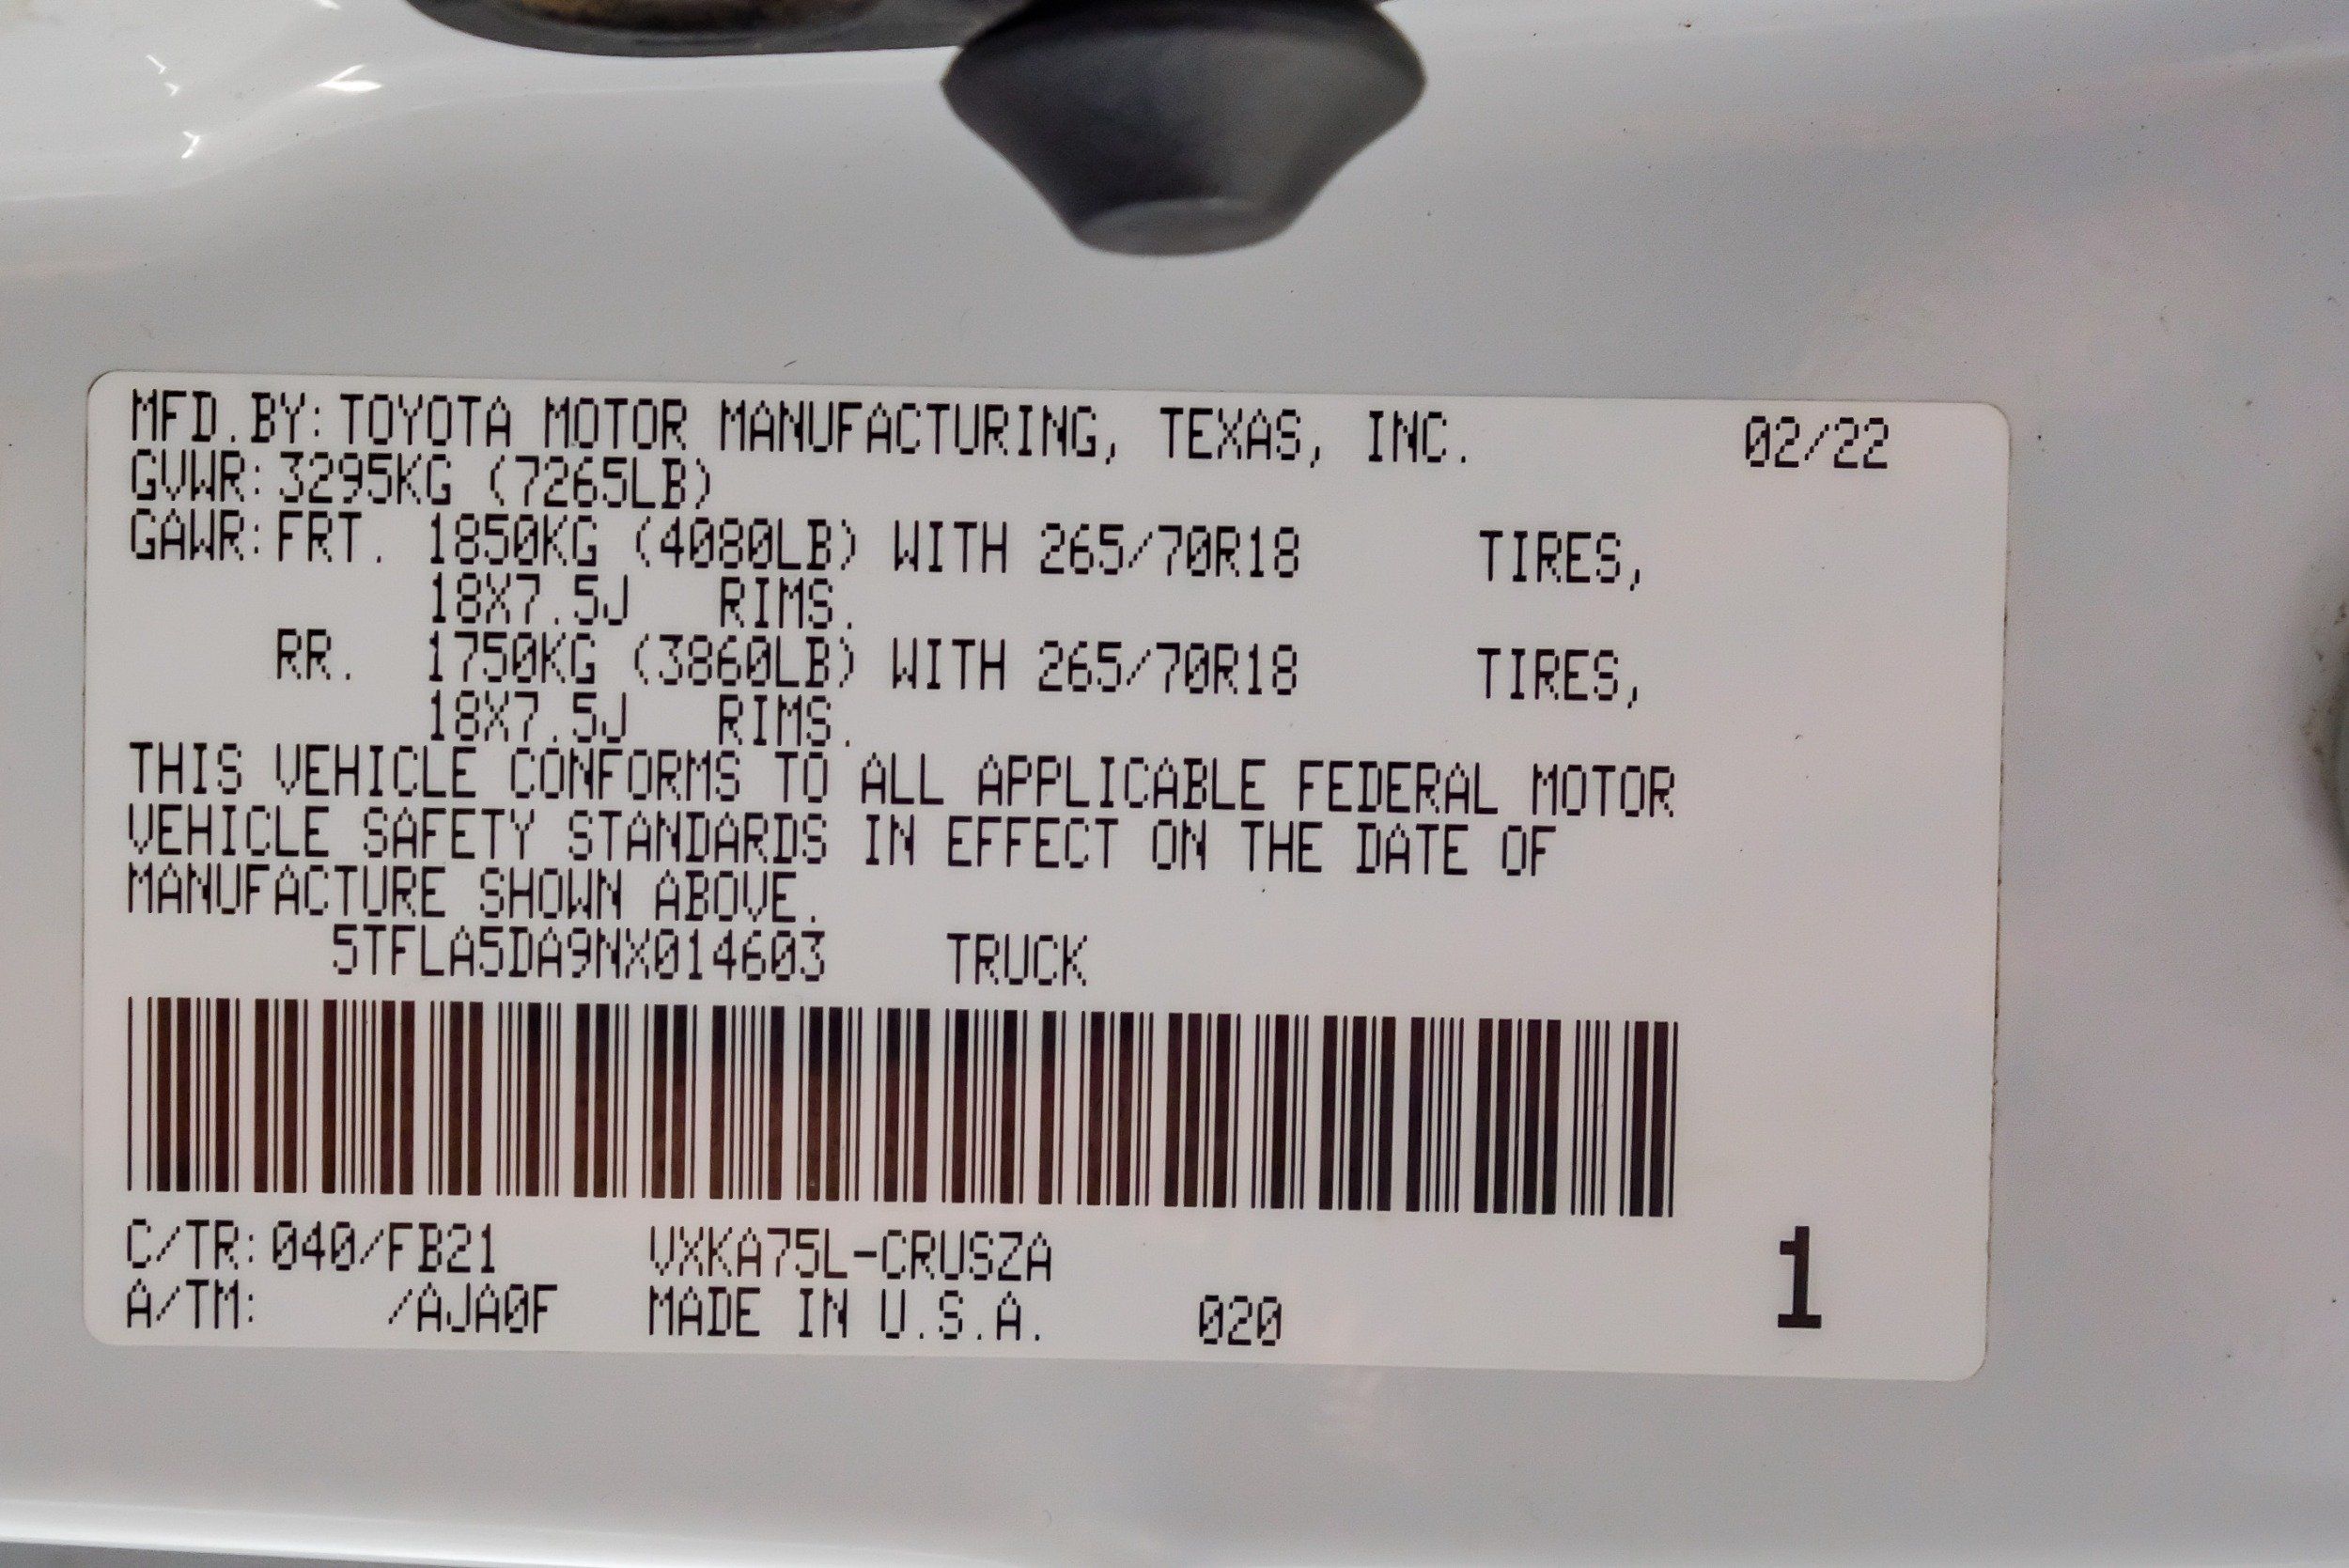 MFD.BY: TOYOTA MOTOR MANUFACTURING, TEXAS, INC. 02/22
GVWR: 3295KG (7265LB)
GAWR: FRT. 1850KG (4080LB) WITH 265/70R18 TIRES,
18X7.5J RIMS.
RR. 1750KG (3860LB) WITH 265/70R18 TIRES,
18X7.5J RIMS.
THIS VEHICLE CONFORMS TO ALL APPLICABLE FEDERAL MOTOR
VEHICLE SAFETY STANDARDS IN EFFECT ON THE DATE OF
MANUFACTURE SHOWN ABOVE.
5TFLA5DA9NX014603 TRUCK
C/TR: 040/FB21 VXKA75L-CRUSZA
A/TM: /AJA0F MADE IN U.S.A. 020
1